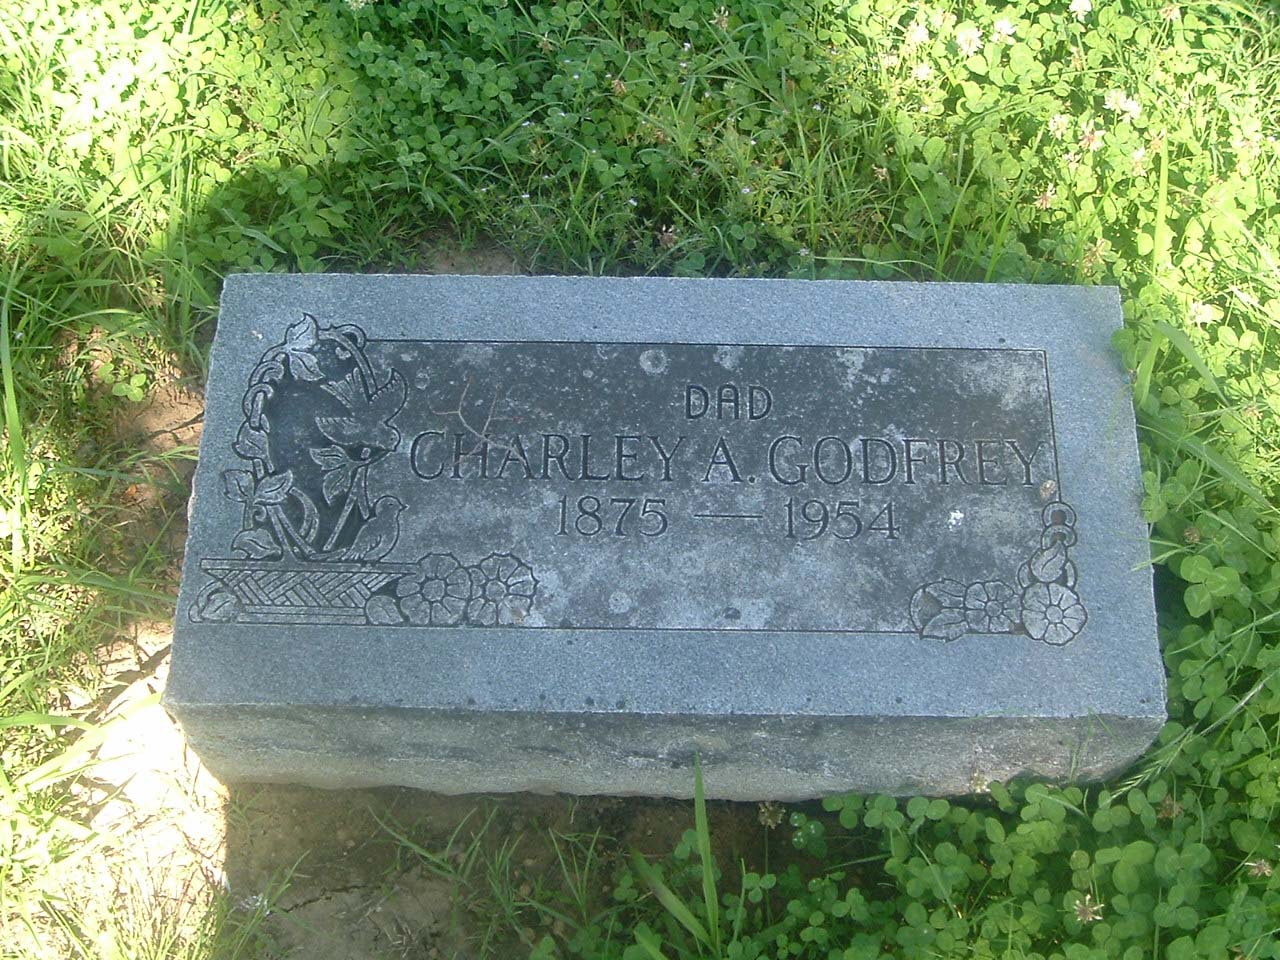 DAD
CHARLEY A. GODFREY
1875 — 1954